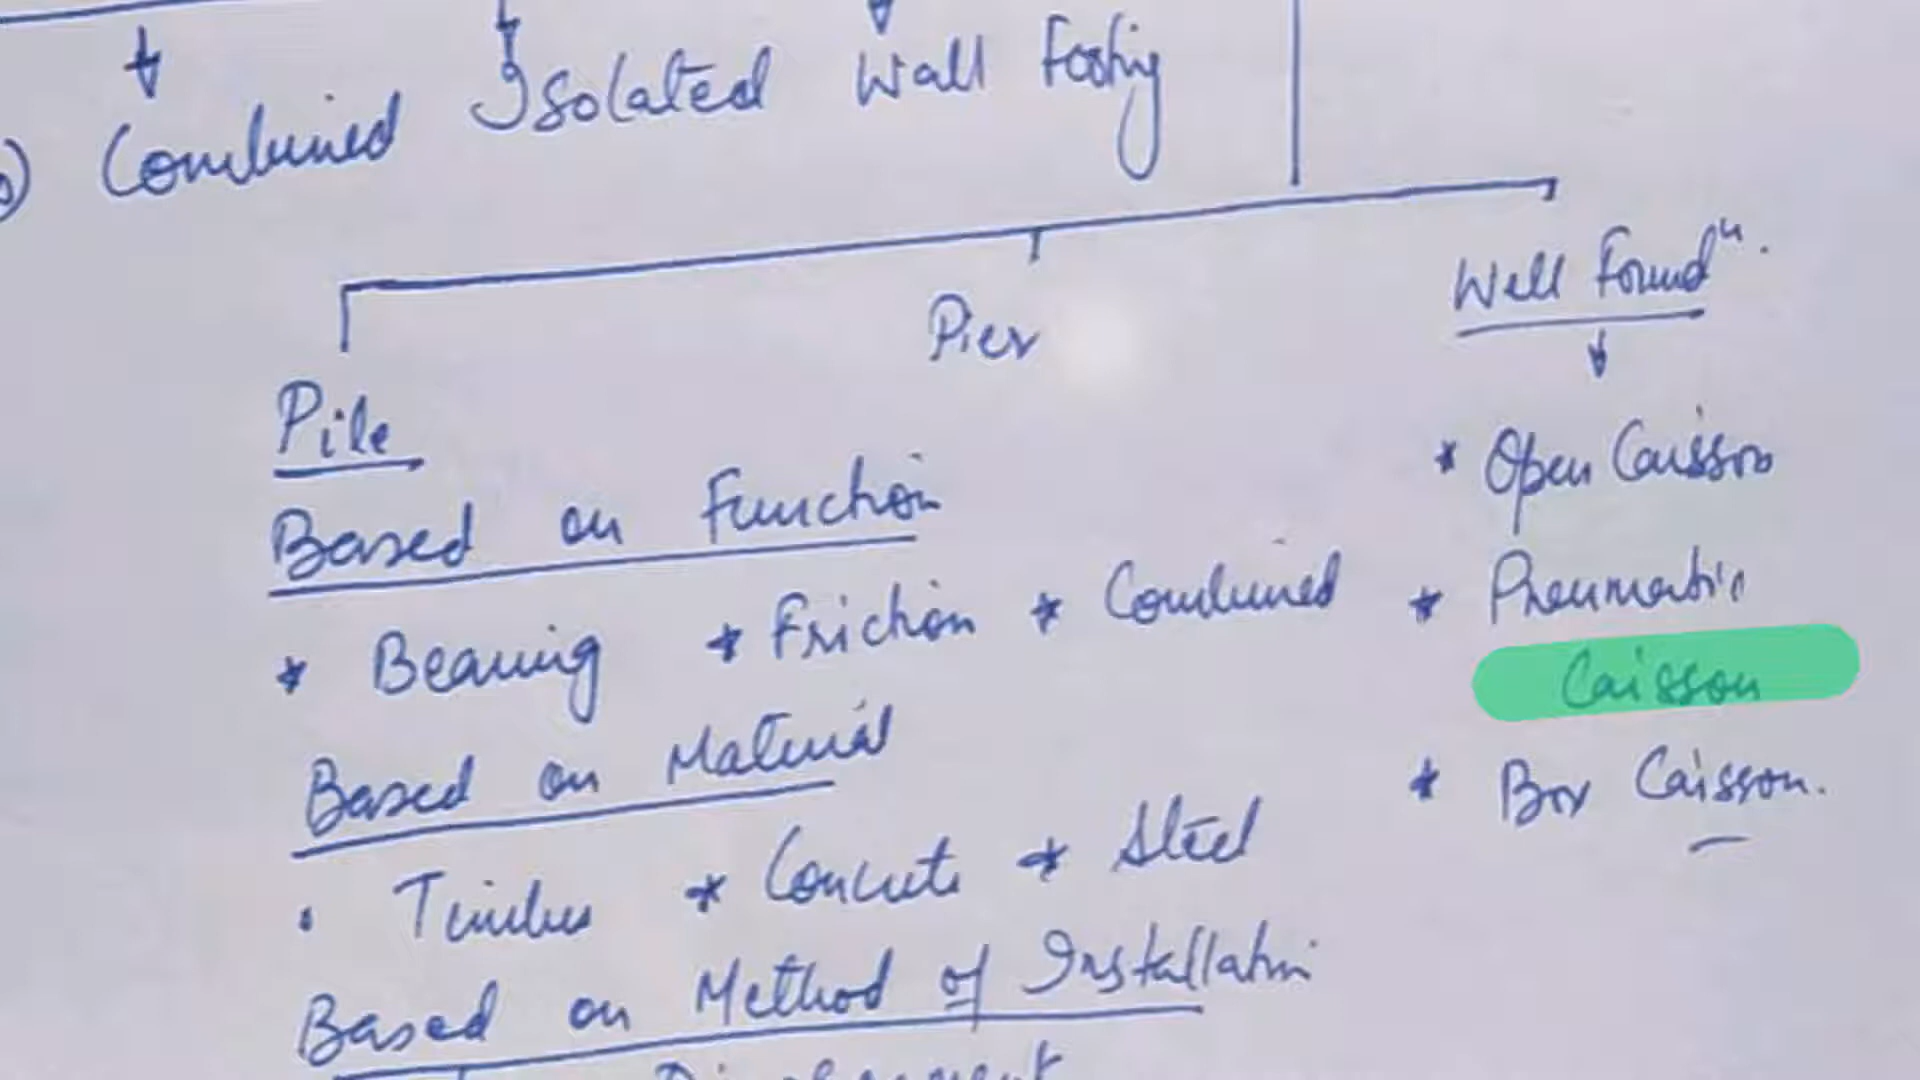 Combined Isolated Wall Footing
Pier
Well Foundn.
Pile
* Open Caisson
Based on Function
* Bearing * Friction * Combined
* Pneumatic
Caisson
Based on Material
* Box Caisson.
• Timber * Concrete * Steel
Based on Method of Installation
Displacement